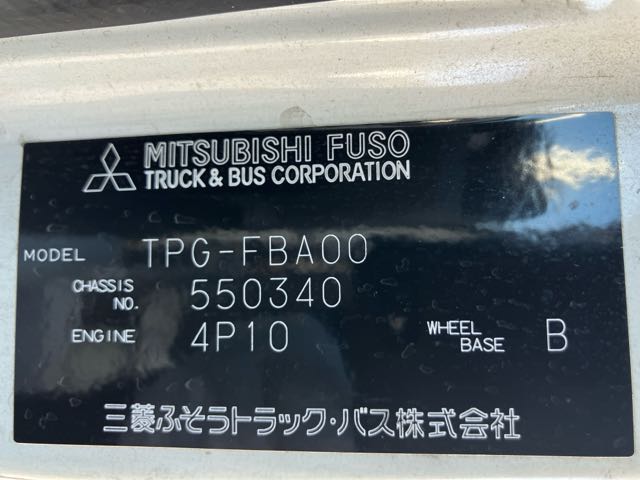 MITSUBISHI FUSO
TRUCK & BUS CORPORATION
MODEL TPG-FBA00
CHASSIS NO. 550340
ENGINE 4P10 WHEEL BASE B
三菱ふそうトラック・バス株式会社